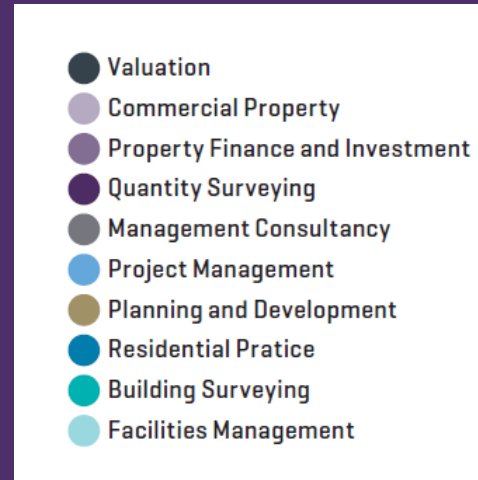 Valuation
Commercial Property
Property Finance and Investment
Quantity Surveying
Management Consultancy
Project Management
Planning and Development
Residential Pratice
Building Surveying
Facilities Management